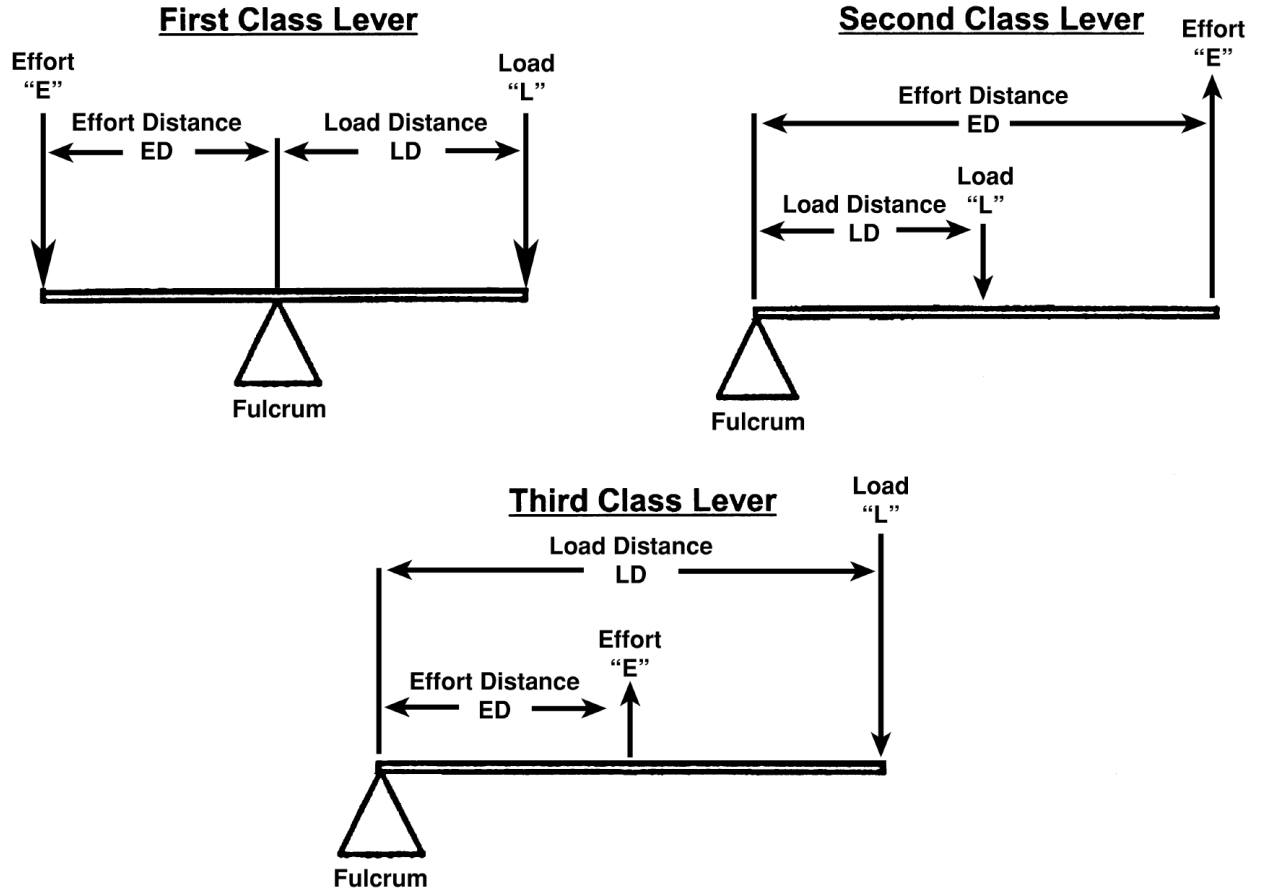 First Class Lever
Effort
“E”
Load
“L”
Effort Distance
ED
Load Distance
LD
Fulcrum
Second Class Lever
Effort
“E”
Effort Distance
ED
Load
“L”
Load Distance
LD
Fulcrum
Third Class Lever
Load
“L”
Load Distance
LD
Effort
“E”
Effort Distance
ED
Fulcrum